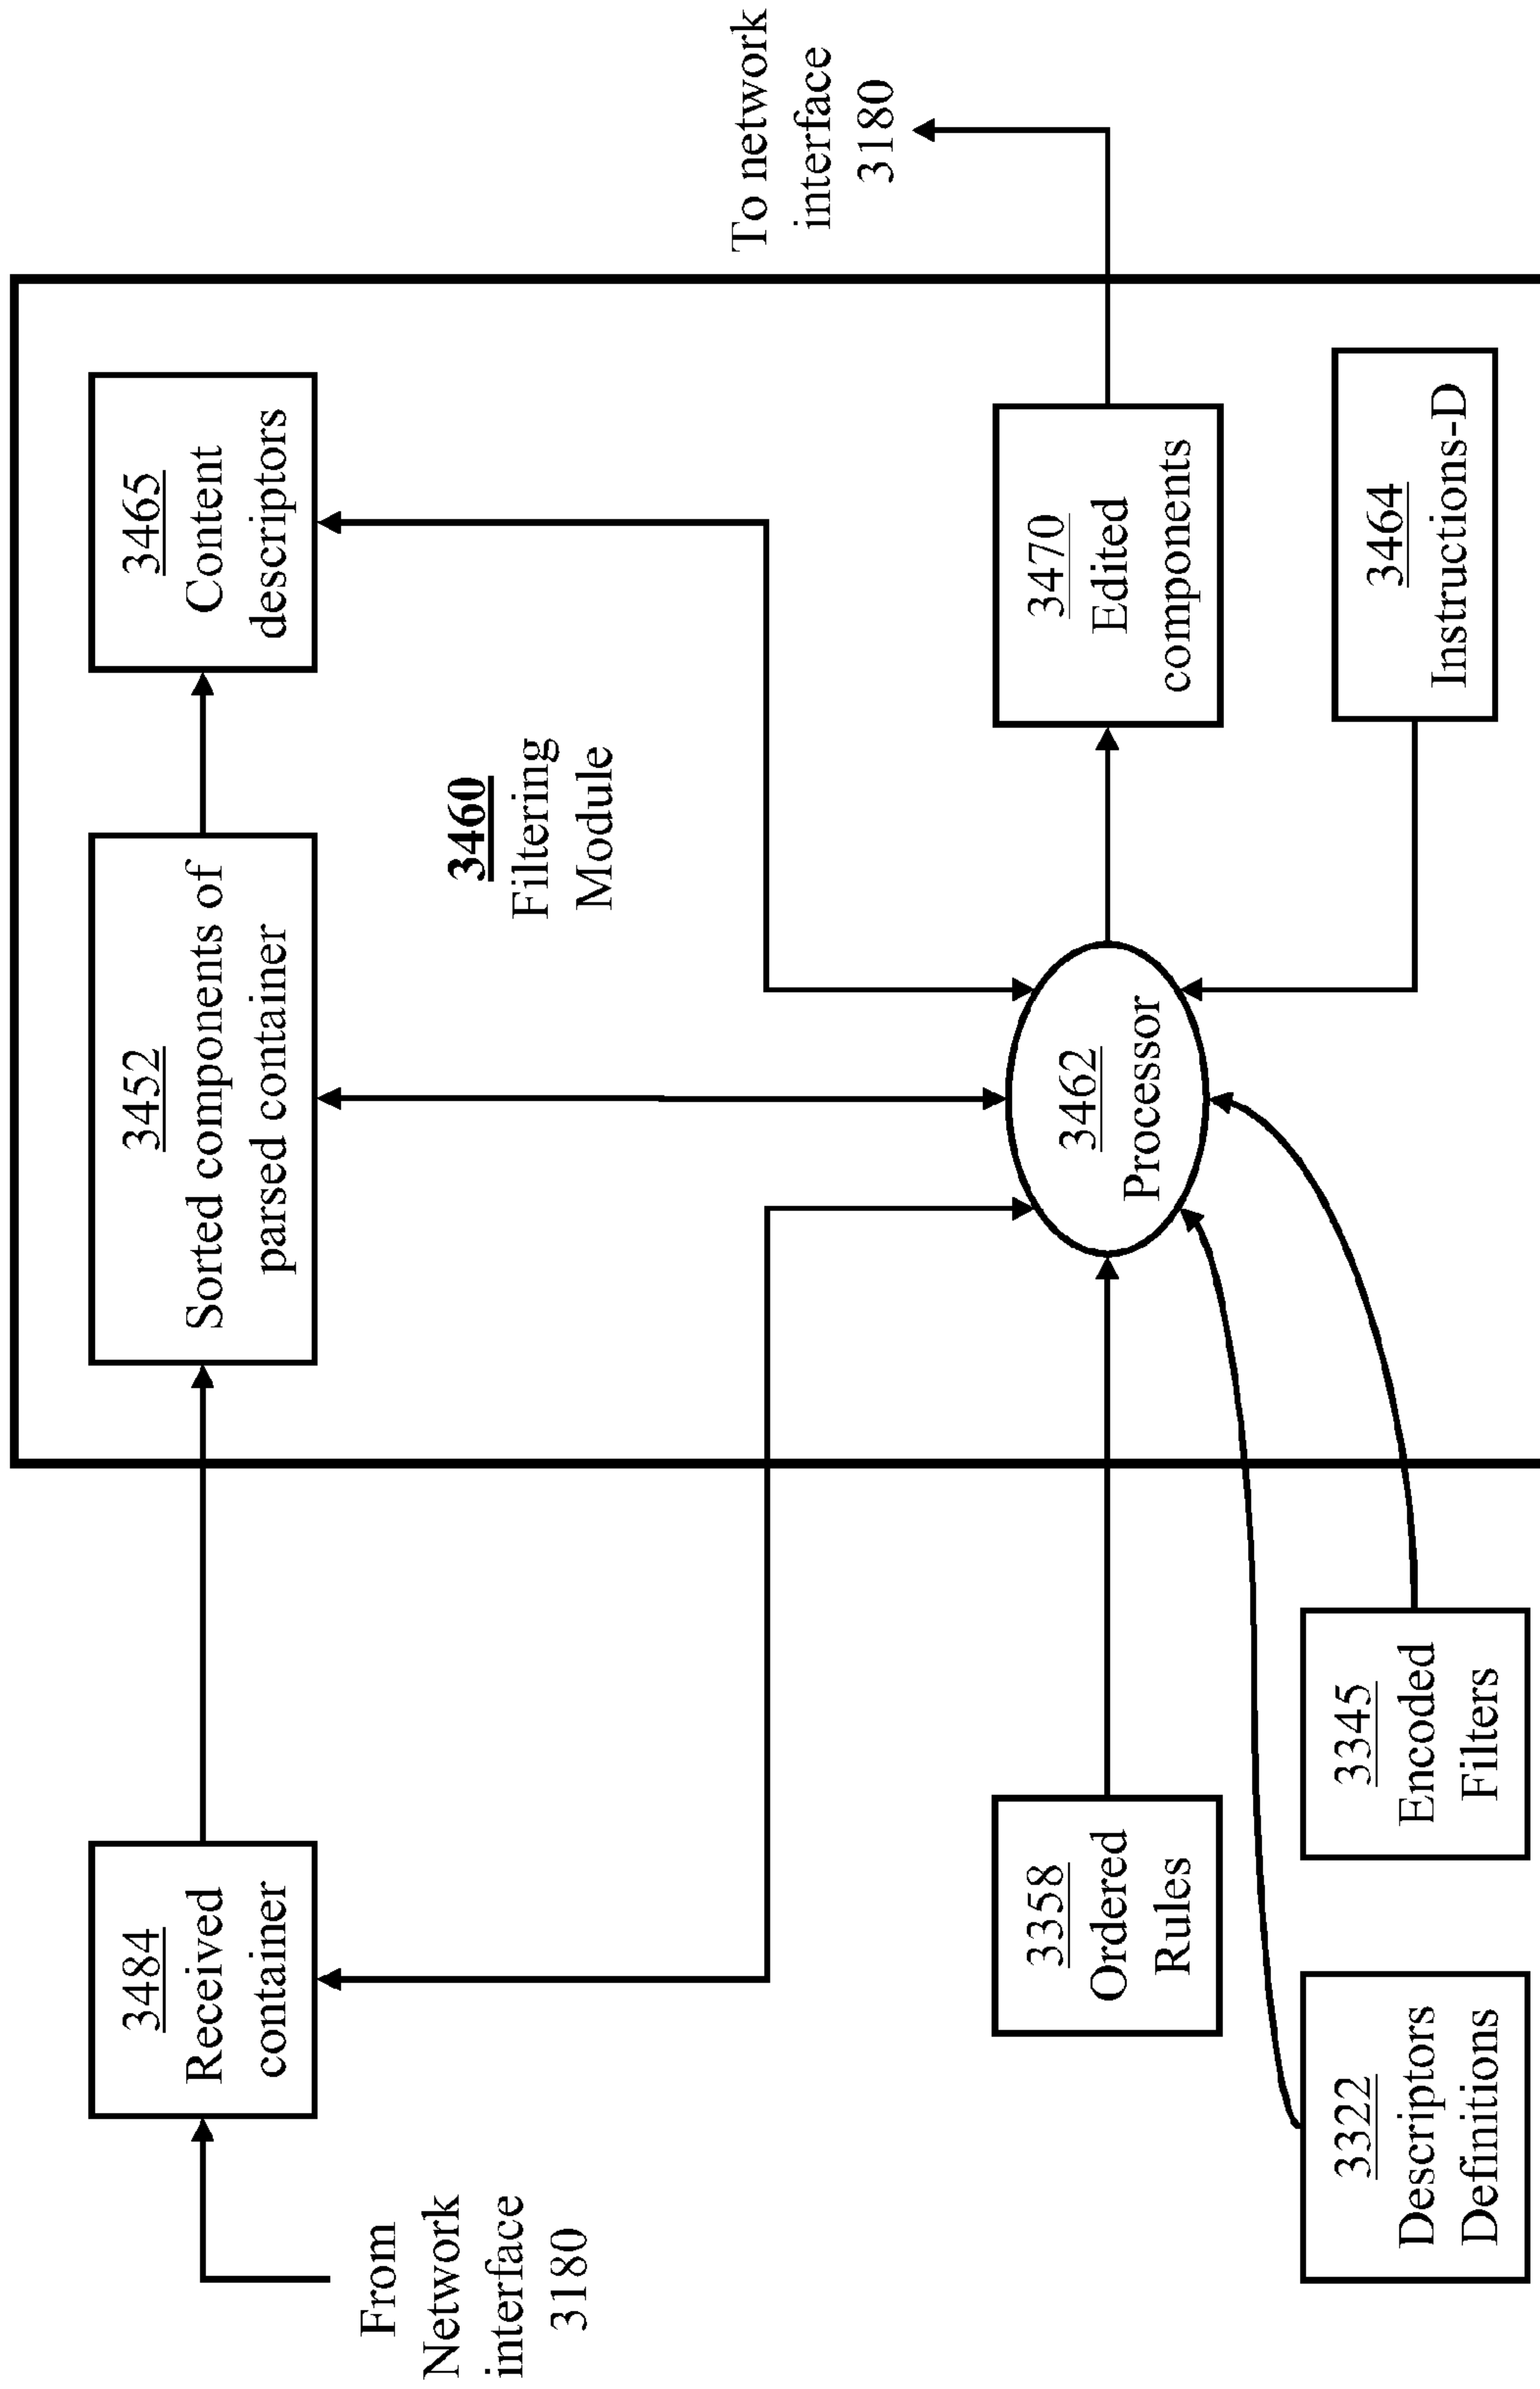 3484
Received
container
3452
Sorted components of
parsed container
3465
Content
descriptors
From
Network
interface
3180
3460
Filtering
Module
To network
interface
3180
3358
Ordered
Rules
3462
Processor
3470
Edited
components
3322
Descriptors
Definitions
3345
Encoded
Filters
3464
Instructions-D